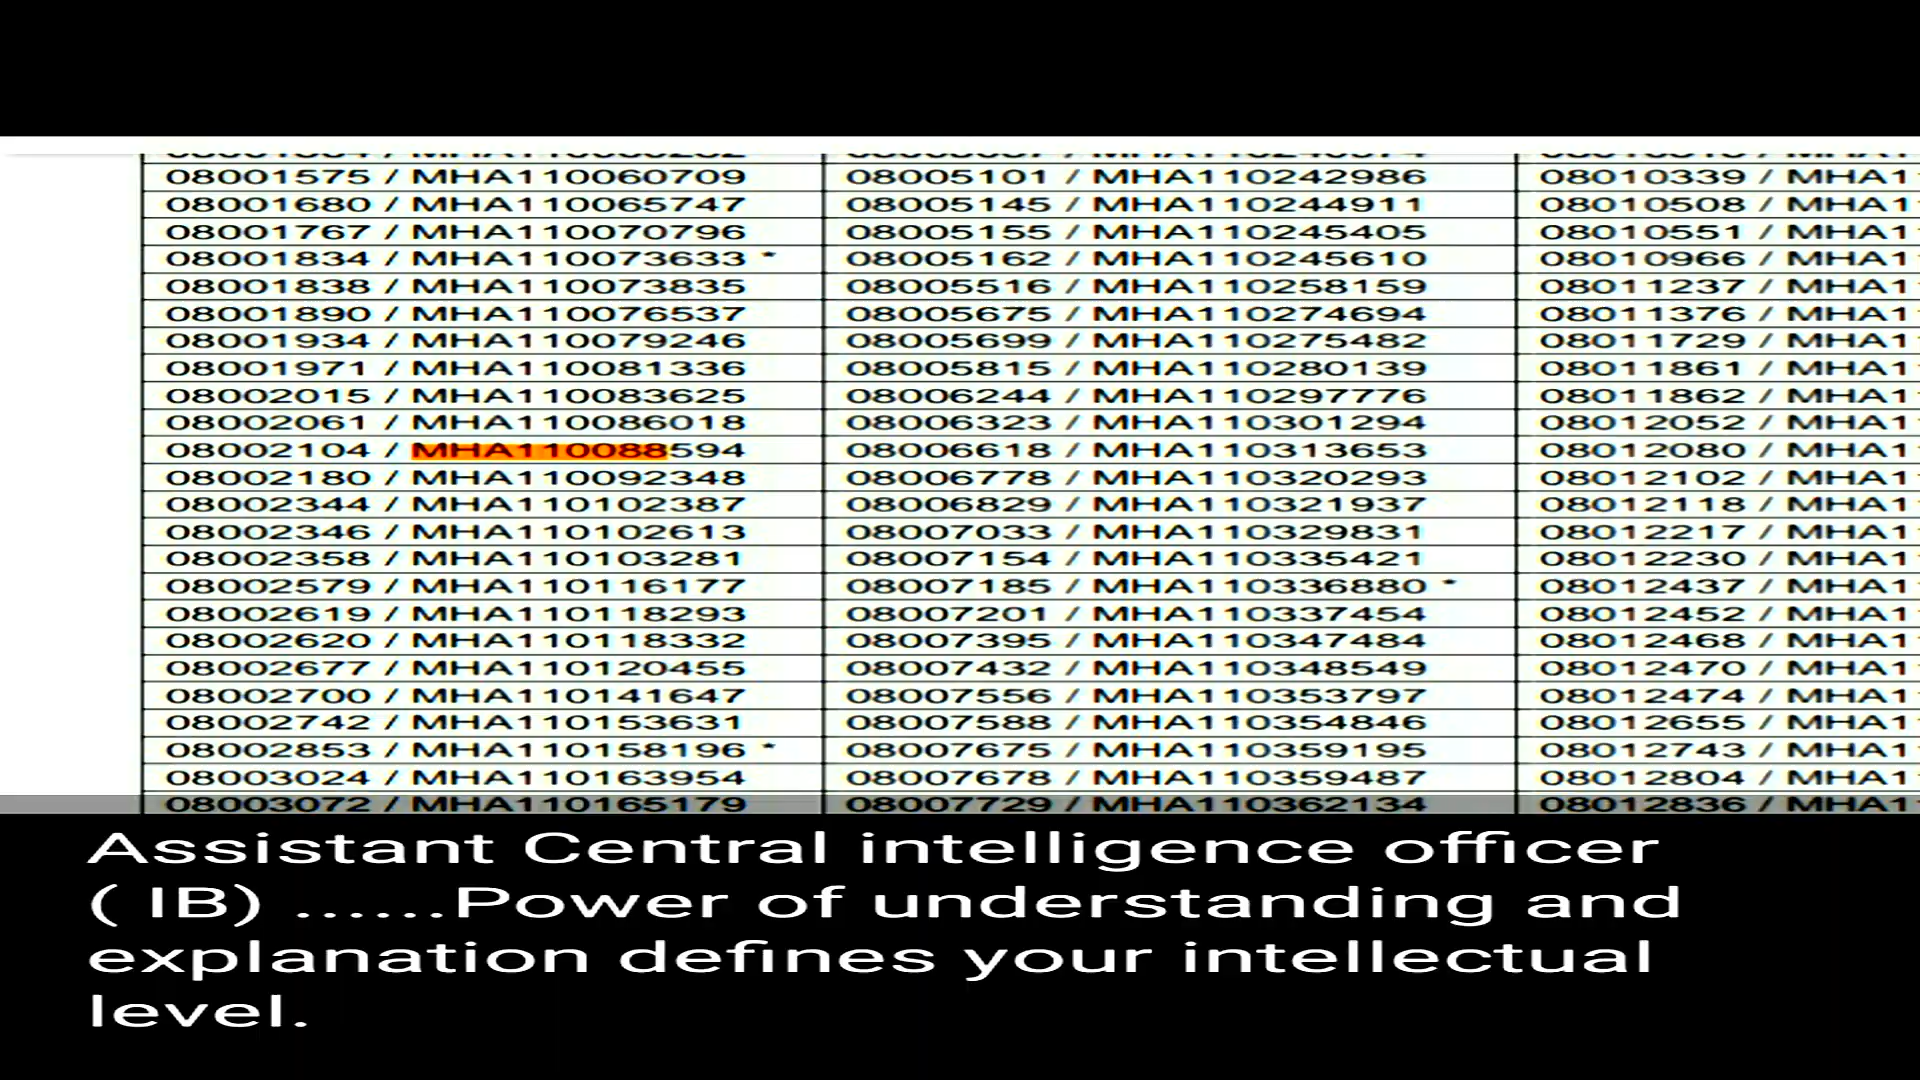 08001575 / MHA110060709 08005101 / MHA110242986 08010339 / MHA1
08001680 / MHA110065747 08005145 / MHA110244911 08010508 / MHA1
08001767 / MHA110070796 08005155 / MHA110245405 08010551 / MHA1
08001834 / MHA110073633 * 08005162 / MHA110245610 08010966 / MHA1
08001838 / MHA110073835 08005516 / MHA110258159 08011237 / MHA1
08001890 / MHA110076537 08005675 / MHA110274694 08011376 / MHA1
08001934 / MHA110079246 08005699 / MHA110275482 08011729 / MHA1
08001971 / MHA110081336 08005815 / MHA110280139 08011861 / MHA1
08002015 / MHA110083625 08006244 / MHA110297776 08011862 / MHA1
08002061 / MHA110086018 08006323 / MHA110301294 08012052 / MHA1
08002104 / MHA110088594 08006618 / MHA110313653 08012080 / MHA1
08002180 / MHA110092348 08006778 / MHA110320293 08012102 / MHA1
08002344 / MHA110102387 08006829 / MHA110321937 08012118 / MHA1
08002346 / MHA110102613 08007033 / MHA110329831 08012217 / MHA1
08002358 / MHA110103281 08007154 / MHA110335421 08012230 / MHA1
08002579 / MHA110116177 08007185 / MHA110336880 * 08012437 / MHA1
08002619 / MHA110118293 08007201 / MHA110337454 08012452 / MHA1
08002620 / MHA110118332 08007395 / MHA110347484 08012468 / MHA1
08002677 / MHA110120455 08007432 / MHA110348549 08012470 / MHA1
08002700 / MHA110141647 08007556 / MHA110353797 08012474 / MHA1
08002742 / MHA110153631 08007588 / MHA110354846 08012655 / MHA1
08002853 / MHA110158196 * 08007675 / MHA110359195 08012743 / MHA1
08003024 / MHA110163954 08007678 / MHA110359487 08012804 / MHA1
08003072 / MHA110165179 08007729 / MHA110362134 08012836 / MHA1
Assistant Central intelligence officer
( IB) ......Power of understanding and
explanation defines your intellectual
level.